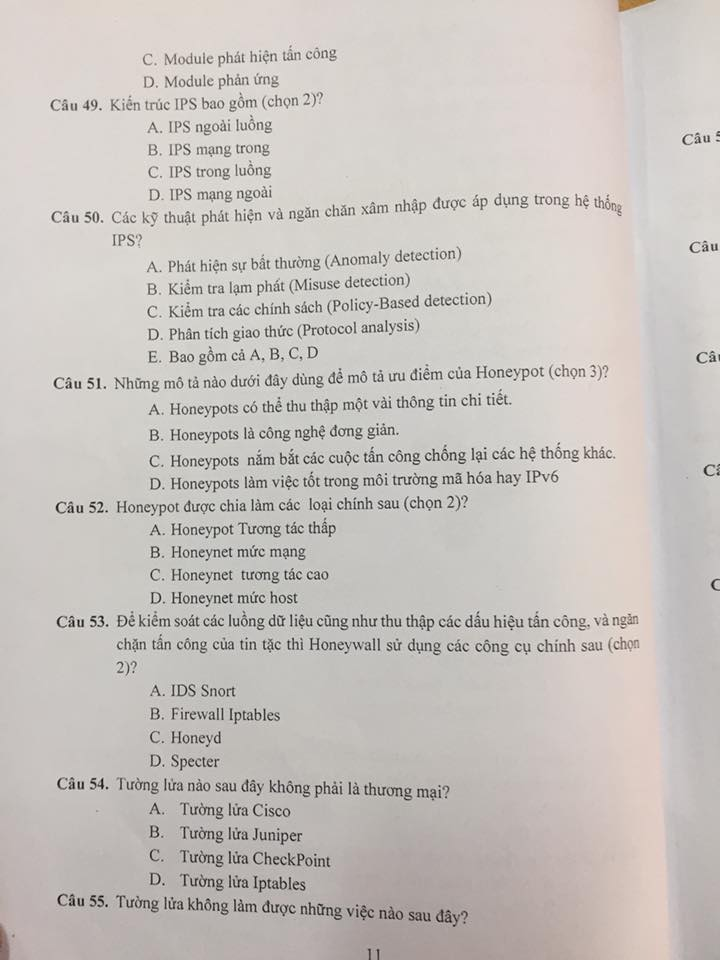 C. Module phát hiện tấn công
D. Module phản ứng
Câu 49. Kiến trúc IPS bao gồm (chọn 2)?
A. IPS ngoài luồng
B. IPS mạng trong
C. IPS trong luồng
D. IPS mạng ngoài
Câu 50. Các kỹ thuật phát hiện và ngăn chăn xâm nhập được áp dụng trong hệ thống
IPS?
A. Phát hiện sự bất thường (Anomaly detection)
B. Kiểm tra lạm phát (Misuse detection)
C. Kiểm tra các chính sách (Policy-Based detection)
D. Phân tích giao thức (Protocol analysis)
E. Bao gồm cả A, B, C, D
Câu 51. Những mô tả nào dưới đây dùng để mô tả ưu điểm của Honeypot (chọn 3)?
A. Honeypots có thể thu thập một vài thông tin chi tiết.
B. Honeypots là công nghệ đơng giản.
C. Honeypots nắm bắt các cuộc tấn công chống lại các hệ thống khác.
D. Honeypots làm việc tốt trong môi trường mã hóa hay IPv6
Câu 52. Honeypot được chia làm các loại chính sau (chọn 2)?
A. Honeypot Tương tác thấp
B. Honeynet mức mạng
C. Honeynet tương tác cao
D. Honeynet mức host
Câu 53. Để kiểm soát các luồng dữ liệu cũng như thu thập các dấu hiệu tấn công, và ngăn
chặn tấn công của tin tặc thì Honeywall sử dụng các công cụ chính sau (chọn
2)?
A. IDS Snort
B. Firewall Iptables
C. Honeyd
D. Specter
Câu 54. Tường lửa nào sau đây không phải là thương mại?
A. Tường lửa Cisco
B. Tường lửa Juniper
C. Tường lửa CheckPoint
D. Tường lửa Iptables
Câu 55. Tường lửa không làm được những việc nào sau đây?
11
Câu 5
Câu